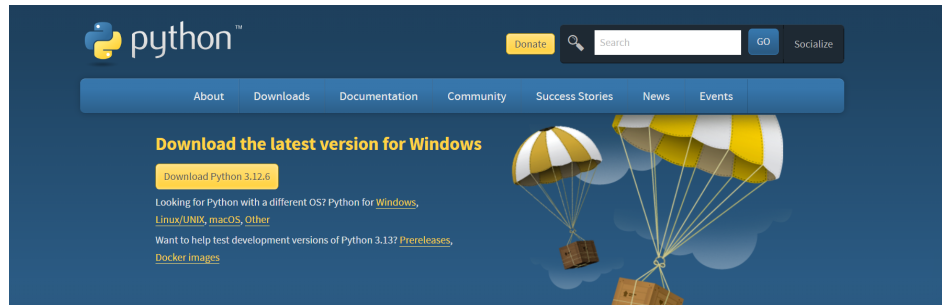 python™
Donate
Search
GO
Socialize
About Downloads Documentation Community Success Stories News Events
Download the latest version for Windows
Download Python 3.12.6
Looking for Python with a different OS? Python for Windows,
Linux/UNIX, macOS, Other
Want to help test development versions of Python 3.13? Prereleases,
Docker images